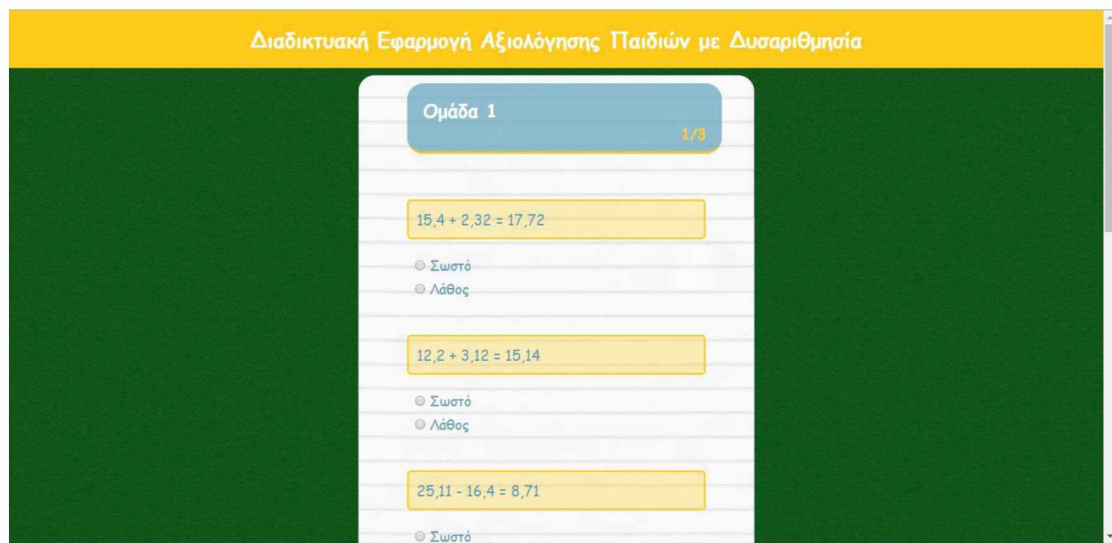 Διαδικτυακή Εφαρμογή Αξιολόγησης Παιδιών με Δυσαριθμησία
Ομάδα 1
1/3
15,4 + 2,32 = 17,72
Σωστό
Λάθος
12,2 + 3,12 = 15,14
Σωστό
Λάθος
25,11 - 16,4 = 8,71
Σωστό